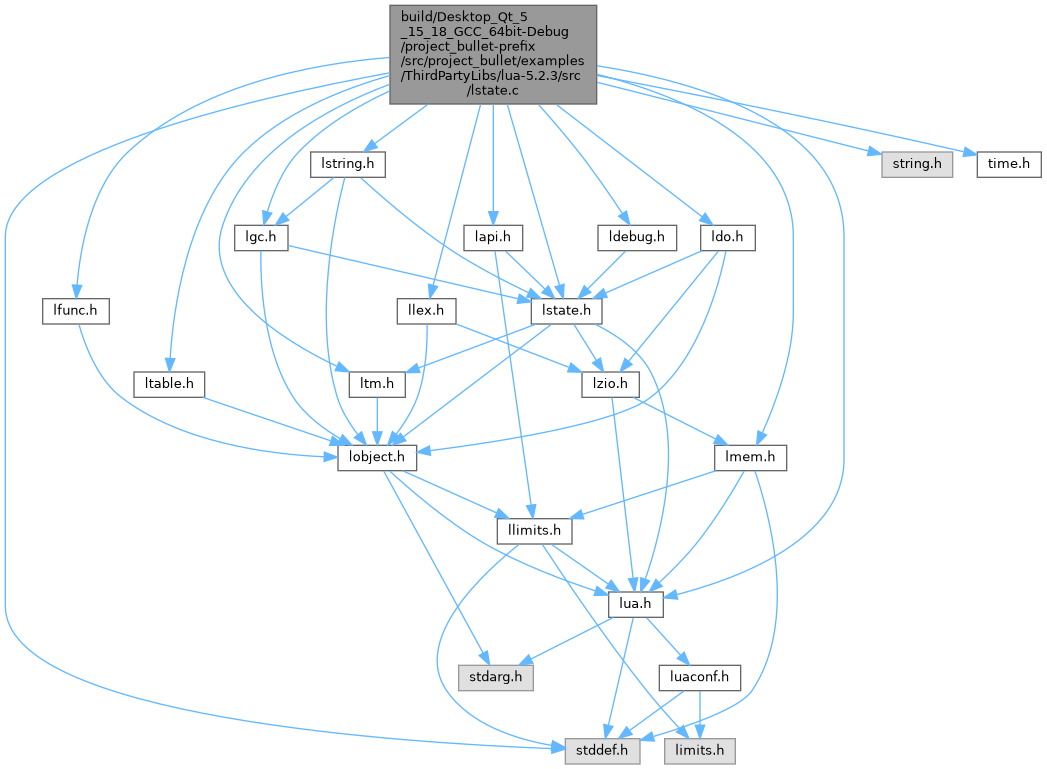 build/Desktop_Qt_5
_15_18_GCC_64bit-Debug
/project_bullet-prefix
/src/project_bullet/examples
/ThirdPartyLibs/lua-5.2.3/src
/lstate.c
lstring.h
string.h
time.h
lgc.h
lapi.h
ldebug.h
ldo.h
lfunc.h
llex.h
lstate.h
ltable.h
ltm.h
lzio.h
lobject.h
lmem.h
llimits.h
lua.h
stdarg.h
luaconf.h
stddef.h
limits.h